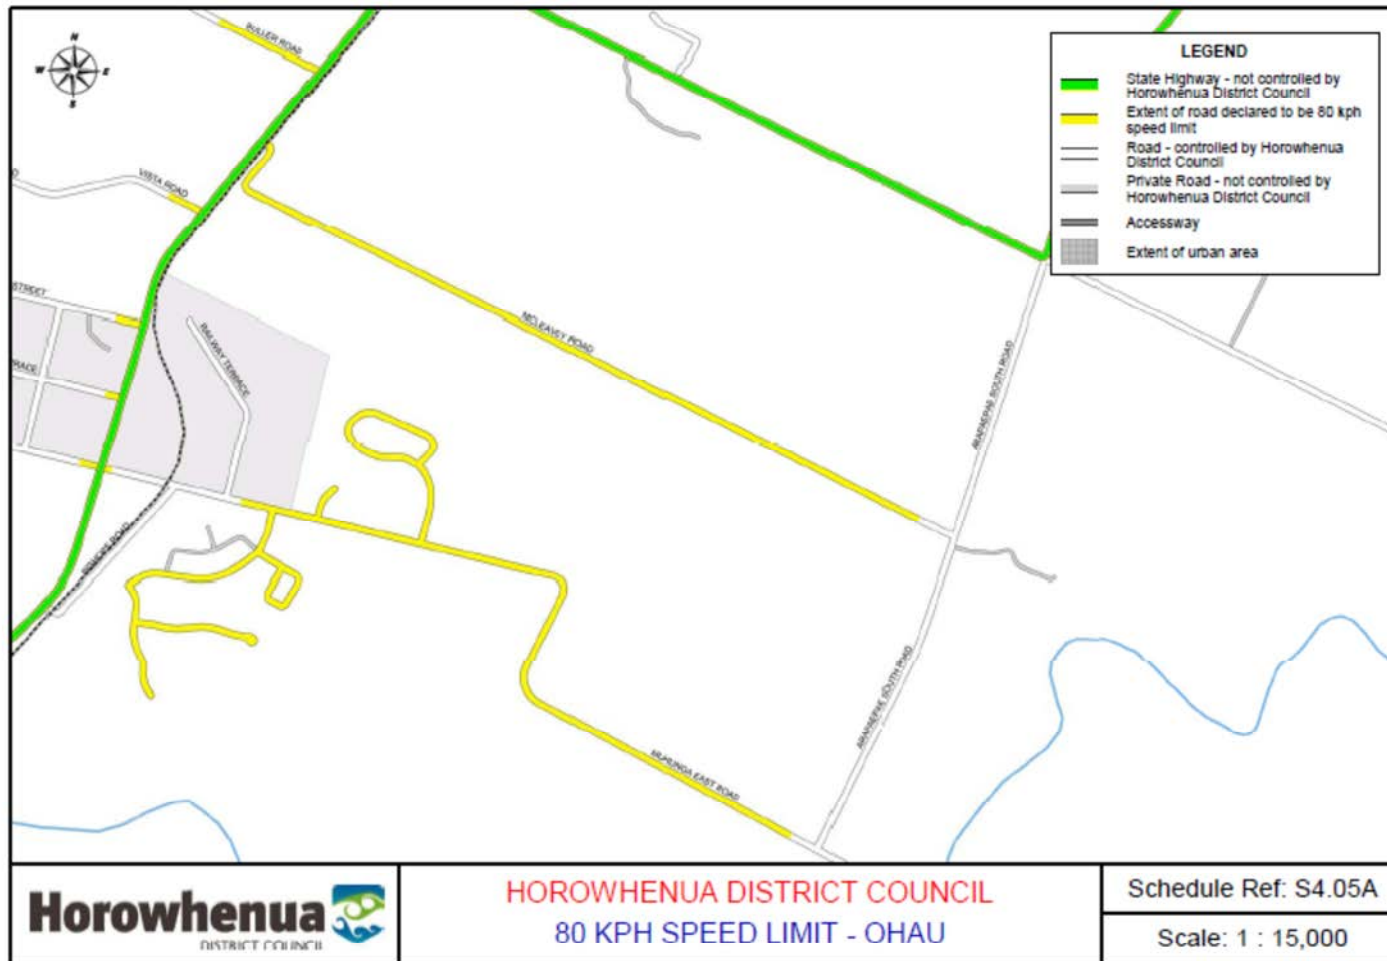 BULLER ROAD
N
W
E
S
LEGEND
State Highway - not controlled by
Horowhenua District Council
Extent of road declared to be 80 kph
speed limit
Road - controlled by Horowhenua
District Council
Private Road - not controlled by
Horowhenua District Council
Accessway
Extent of urban area
VISTA ROAD
STREET
RAILWAY TERRACE
MCLEAVEY ROAD
ARAPAEPAE SOUTH ROAD
RACE
ARAPAEPAE SOUTH ROAD
MUHUNOA EAST ROAD
Horowhenua
DISTRICT COUNCIL
HOROWHENUA DISTRICT COUNCIL
80 KPH SPEED LIMIT - OHAU
Schedule Ref: S4.05A
Scale: 1 : 15,000